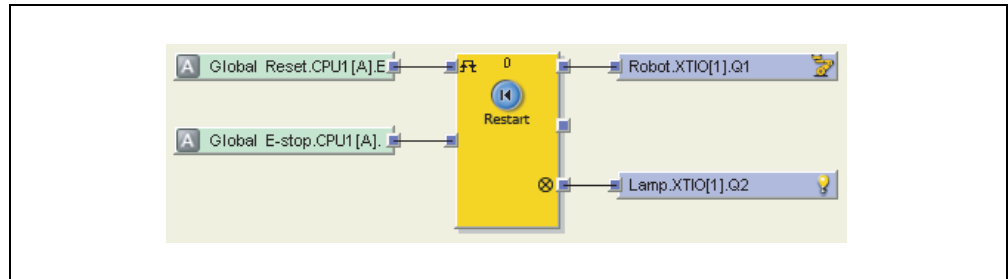 A Global Reset.CPU1[A].E
0
Robot.XTIO[1].Q1
Restart
A Global E-stop.CPU1[A].
Lamp.XTIO[1].Q2